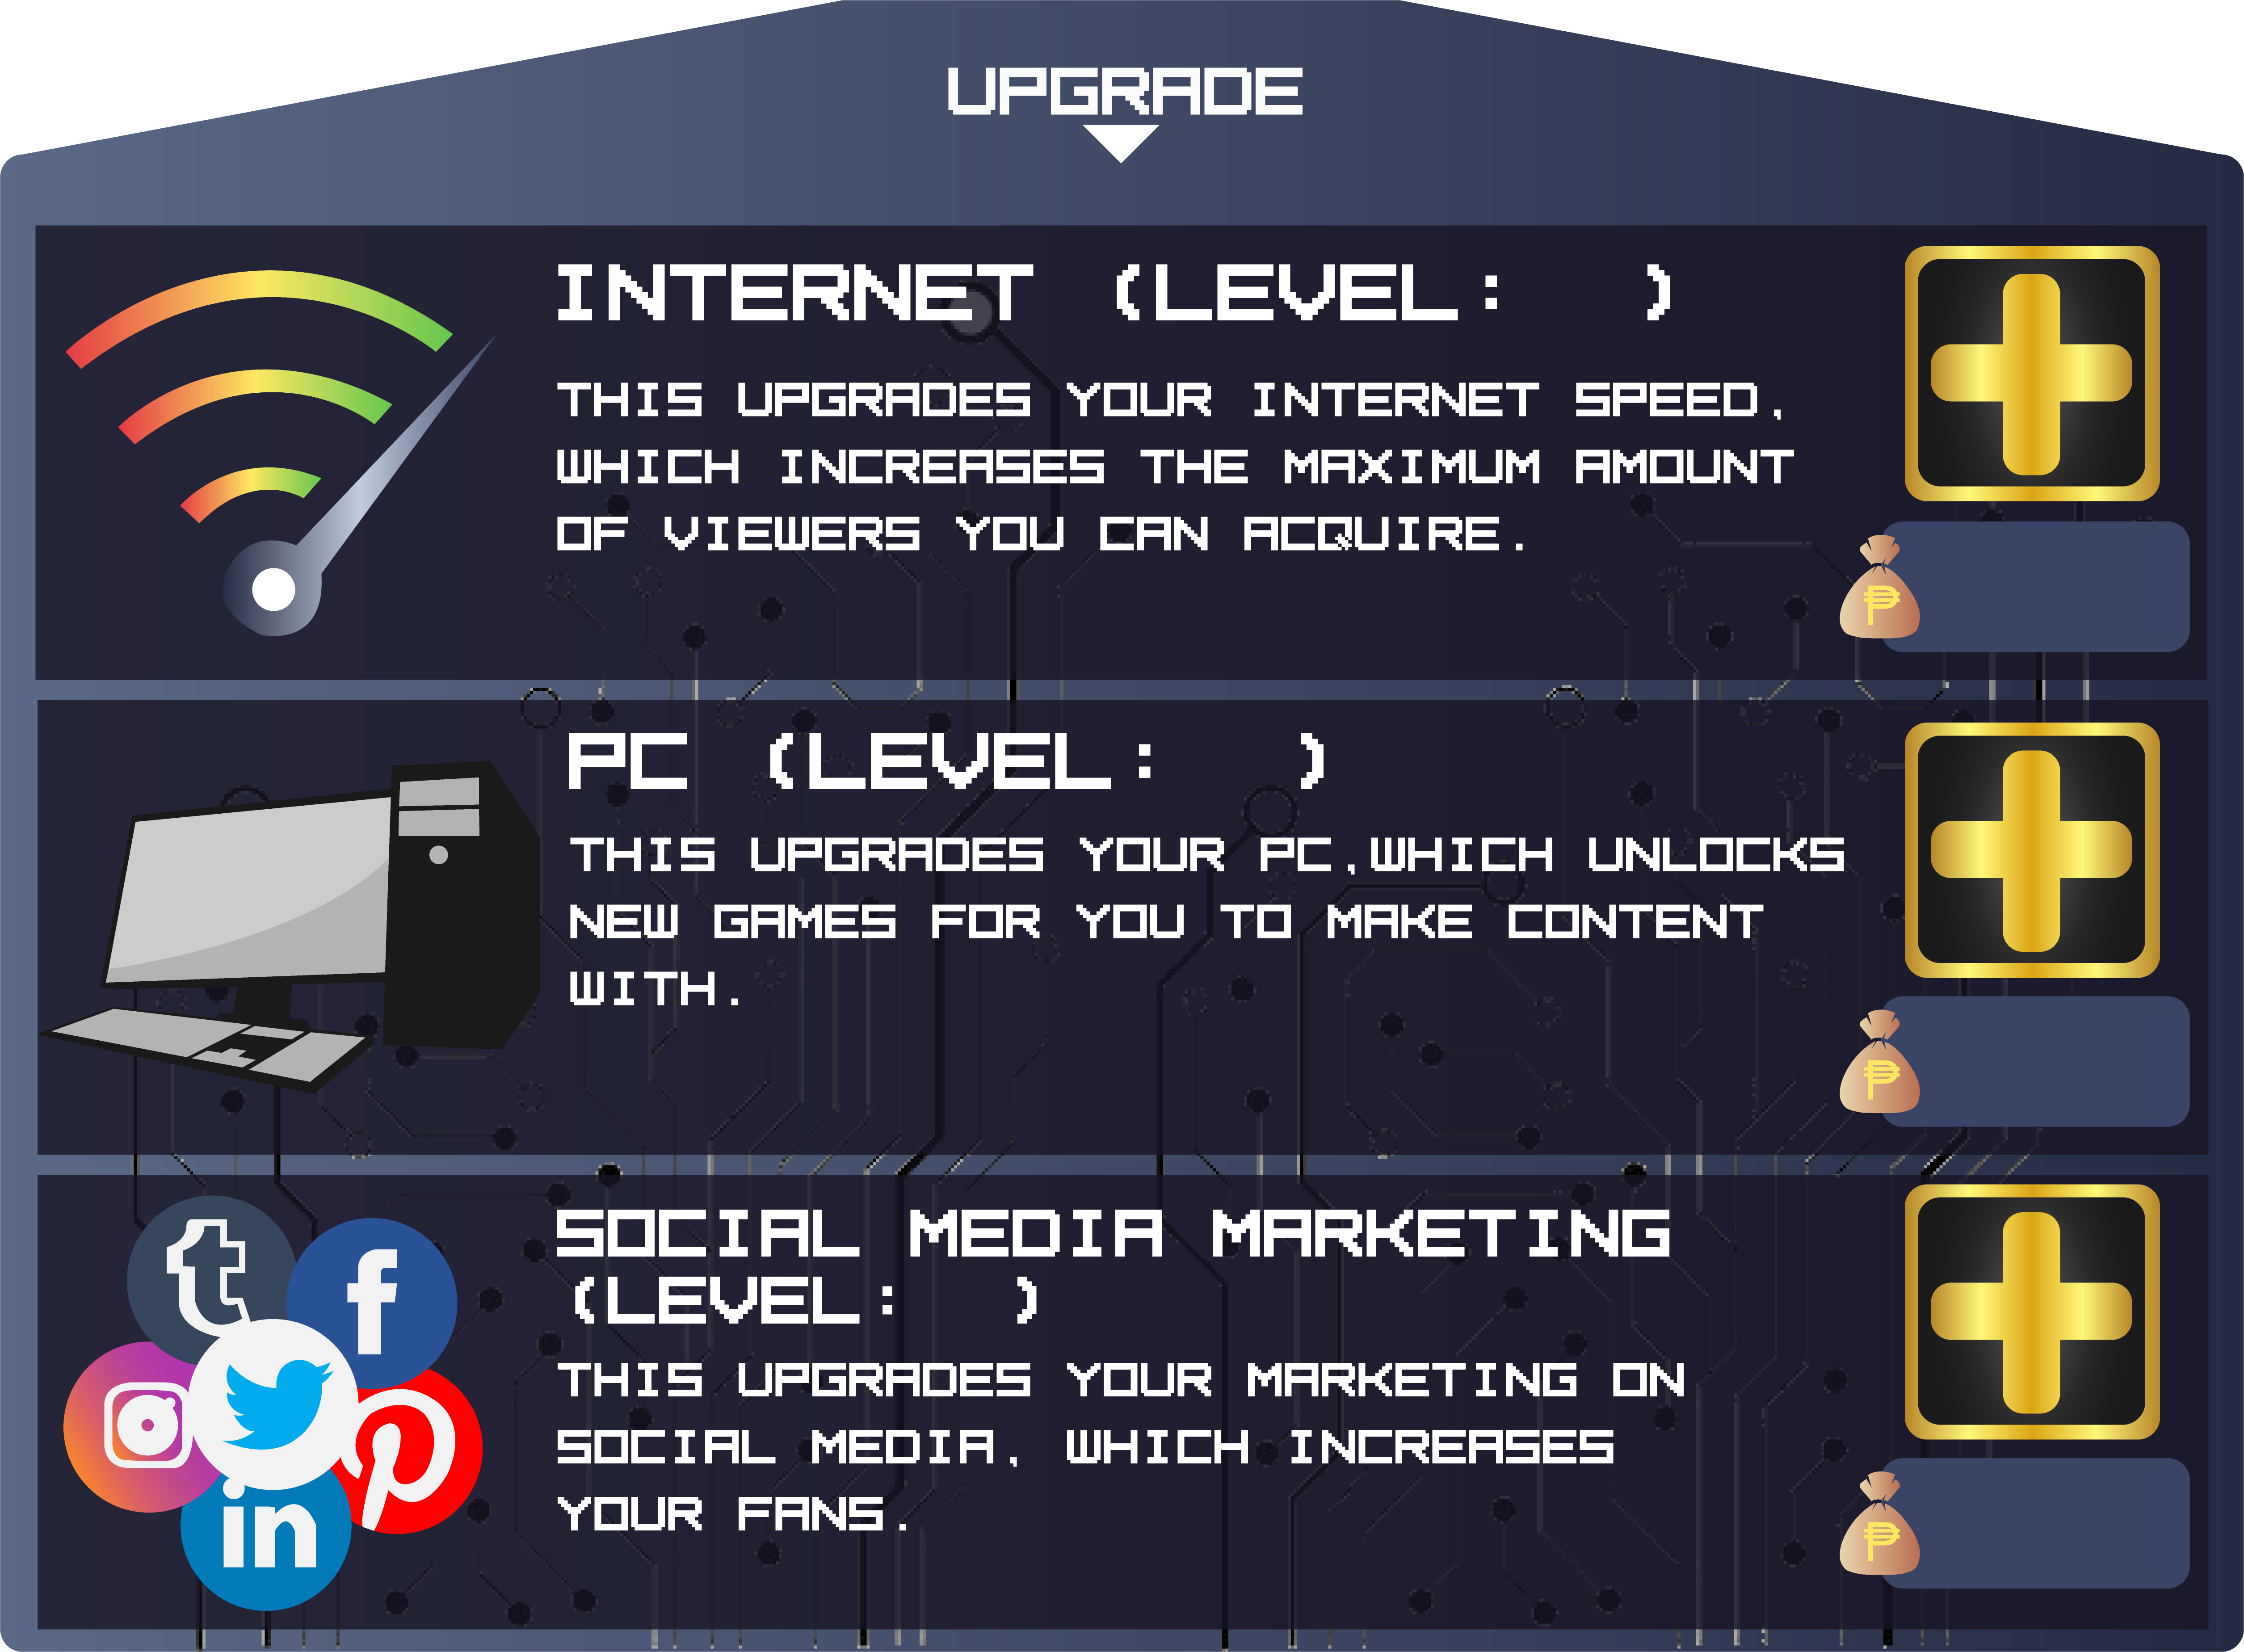 UPGRADE
INTERNET (LEVEL:  )
THIS UPGRADES YOUR INTERNET SPEED,
WHICH INCREASES THE MAXIMUM AMOUNT
OF VIEWERS YOU CAN ACQUIRE.
₱
PC (LEVEL:  )
THIS UPGRADES YOUR PC,WHICH UNLOCKS
NEW GAMES FOR YOU TO MAKE CONTENT
WITH.
₱
SOCIAL MEDIA MARKETING
(LEVEL:  )
THIS UPGRADES YOUR MARKETING ON
SOCIAL MEDIA, WHICH INCREASES
YOUR FANS.
t
f
in
₱